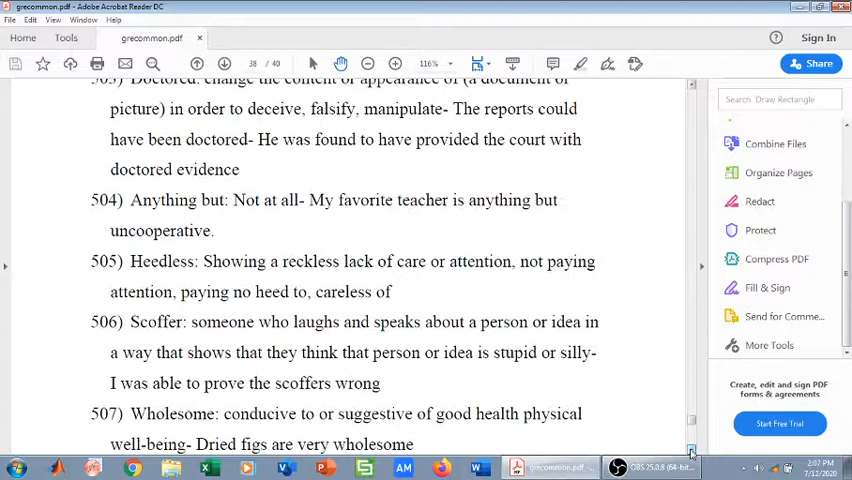 grecommon.pdf - Adobe Acrobat Reader DC
File Edit View Window Help
Home Tools grecommon.pdf × Sign In
38 / 40 116% Share
503) Doctored: change the content or appearance of (a document or
picture) in order to deceive, falsify, manipulate- The reports could
have been doctored- He was found to have provided the court with
doctored evidence
504) Anything but: Not at all- My favorite teacher is anything but
uncooperative.
505) Heedless: Showing a reckless lack of care or attention, not paying
attention, paying no heed to, careless of
506) Scoffer: someone who laughs and speaks about a person or idea in
a way that shows that they think that person or idea is stupid or silly-
I was able to prove the scoffers wrong
507) Wholesome: conducive to or suggestive of good health physical
well-being- Dried figs are very wholesome
Search 'Draw Rectangle
Combine Files
Organize Pages
Redact
Protect
Compress PDF
Fill & Sign
Send for Comme...
More Tools
Create, edit and sign PDF
forms & agreements
Start Free Trial
grecommon.pdf -...
OBS 25.0.8 (64-bit...
2:07 PM
7/12/2020